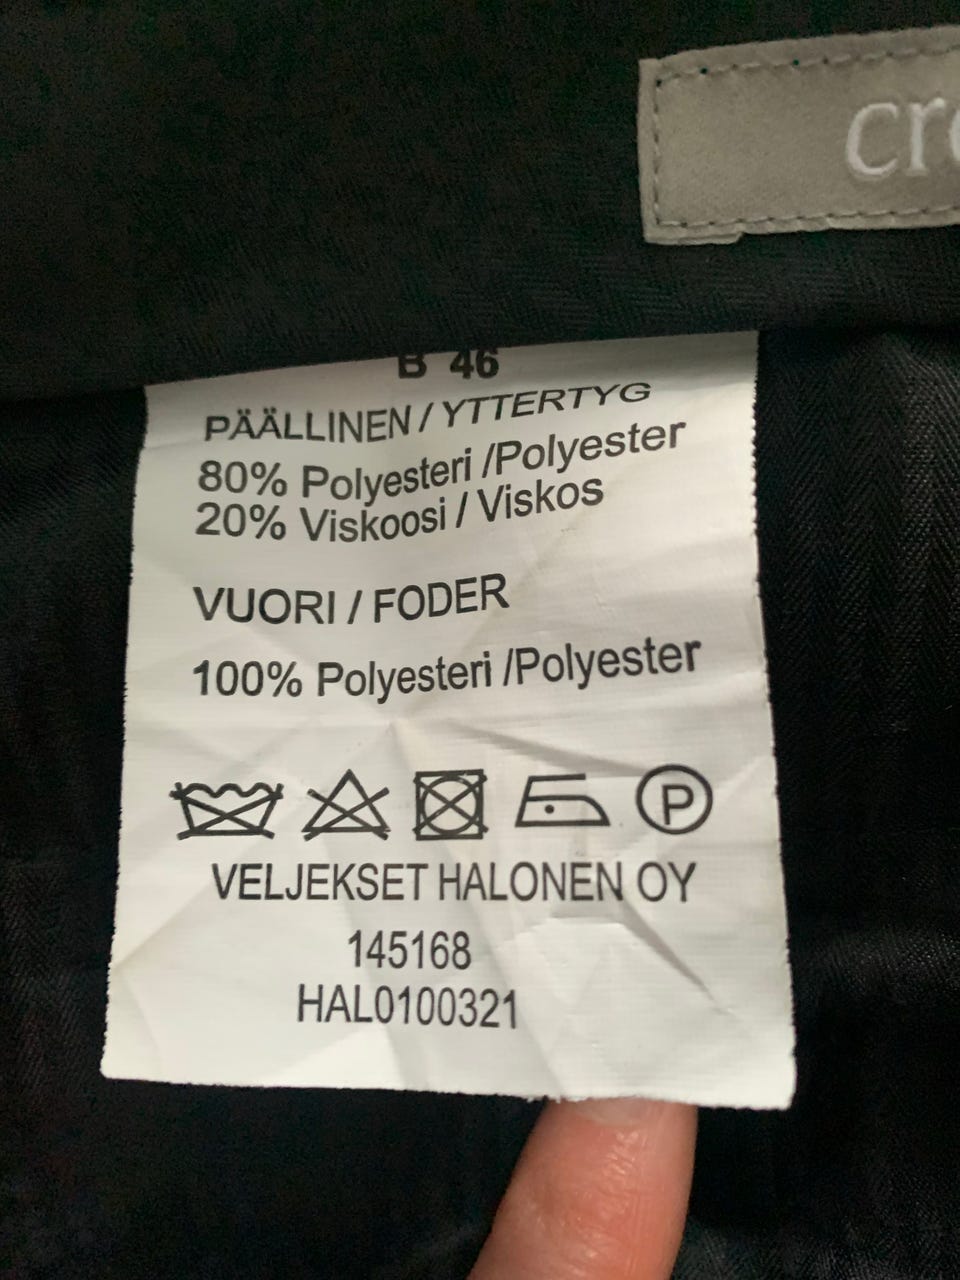 B 46
PÄÄLLINEN / YTTERTYG
80% Polyesteri /Polyester
20% Viskoosi / Viskos
VUORI / FODER
100% Polyesteri /Polyester
P
VELJEKSET HALONEN OY
145168
HAL0100321